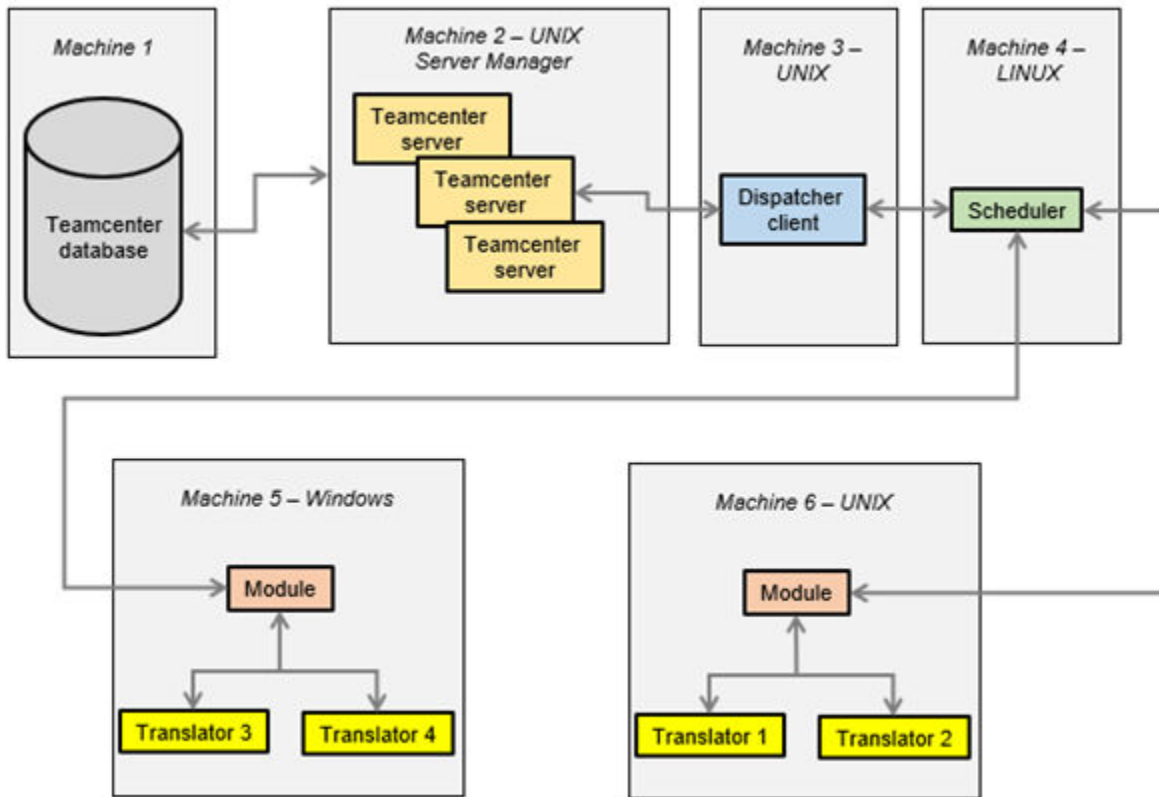 Machine 1
Machine 2 – UNIX
Server Manager
Machine 3 –
UNIX
Machine 4 –
LINUX
Teamcenter
database
Teamcenter
server
Teamcenter
server
Teamcenter
server
Dispatcher
client
Scheduler
Machine 5 – Windows
Module
Translator 3
Translator 4
Machine 6 – UNIX
Module
Translator 1
Translator 2